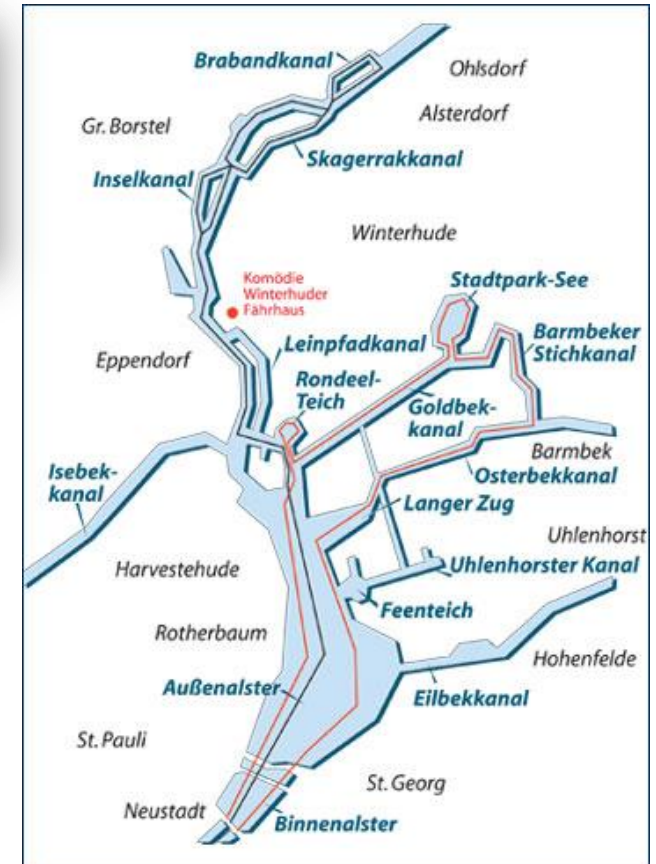 Brabandkanal
Ohlsdorf
Alsterdorf
Gr. Borstel
Skagerrakkanal
Inselkanal
Winterhude
Komödie
Winterhuder
Fährhaus
Stadtpark-See
Leinpfadkanal
Barmbeker
Stichkanal
Eppendorf
Rondeel-
Teich
Goldbek-
kanal
Barmbek
Isebek-
kanal
Osterbekkanal
Langer Zug
Uhlenhorst
Harvestehude
Uhlenhorster Kanal
Feenteich
Rotherbaum
Hohenfelde
Außenalster
Eilbekkanal
St. Pauli
St. Georg
Neustadt
Binnenalster